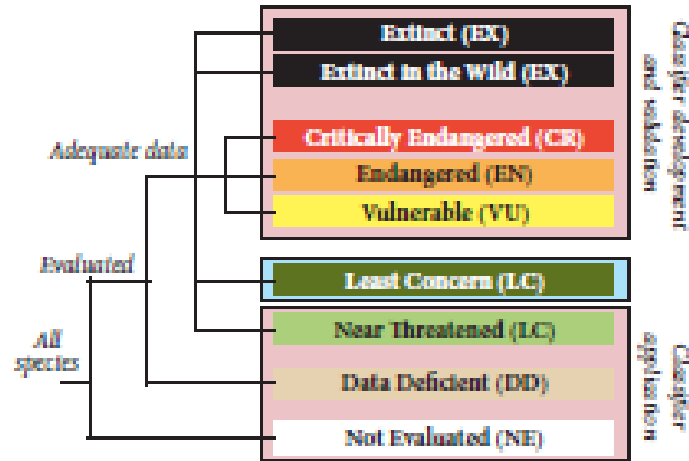 Extinct (EX)
Extinct in the Wild (EX)
Critically Endangered (CR)
Adequate data
Endangered (EN)
Vulnerable (VU)
Classifier development
and validation
Evaluated
Least Concern (LC)
All
species
Near Threatened (LC)
Data Deficient (DD)
Not Evaluated (NE)
Classifier
application